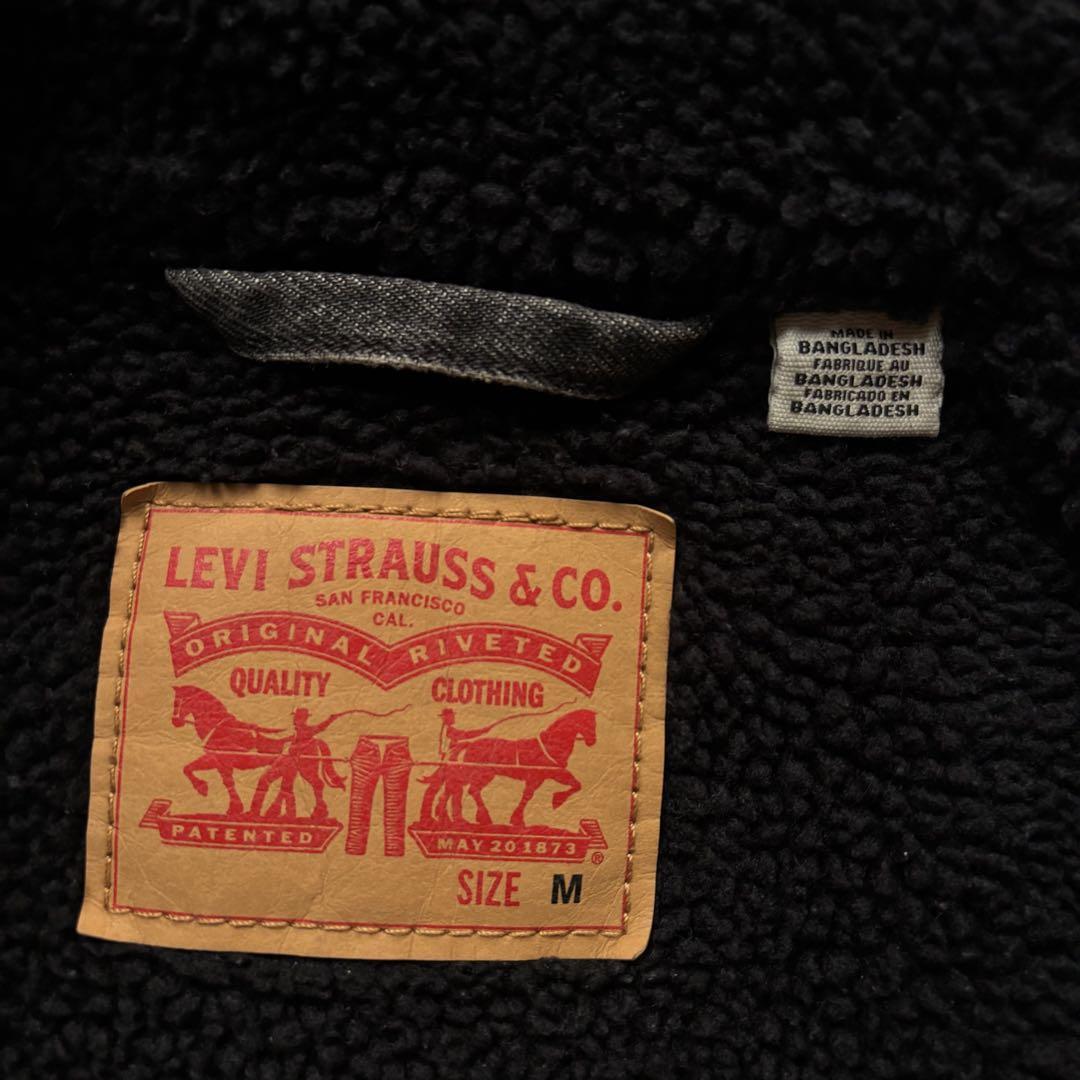 MADE IN
BANGLADESH
FABRIQUE AU
BANGLADESH
FABRICADO EN
BANGLADESH
LEVI STRAUSS & CO.
SAN FRANCISCO
CAL.
ORIGINAL RIVETED
QUALITY CLOTHING
PATENTED MAY 20 1873 ®
SIZE M